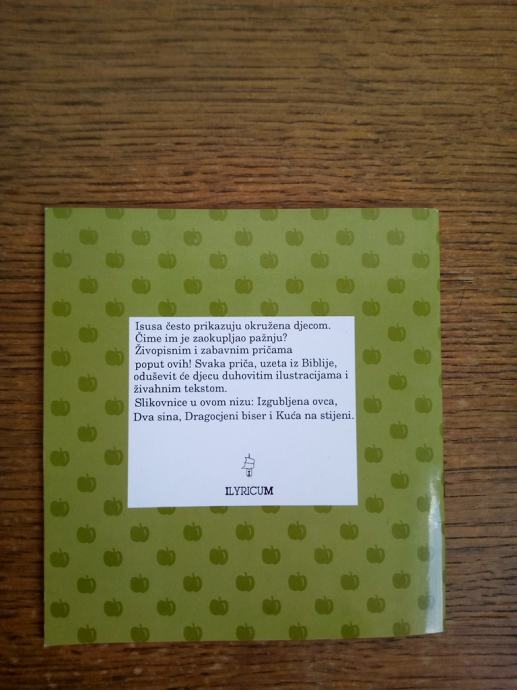 Isusa često prikazuju okružena djecom.
Čime im je zaokupljao pažnju?
Živopisnim i zabavnim pričama
poput ovih! Svaka priča, uzeta iz Biblije,
oduševit će djecu duhovitim ilustracijama i
živahnim tekstom.
Slikovnice u ovom nizu: Izgubljena ovca,
Dva sina, Dragocjeni biser i Kuća na stijeni.
ILYRICUM